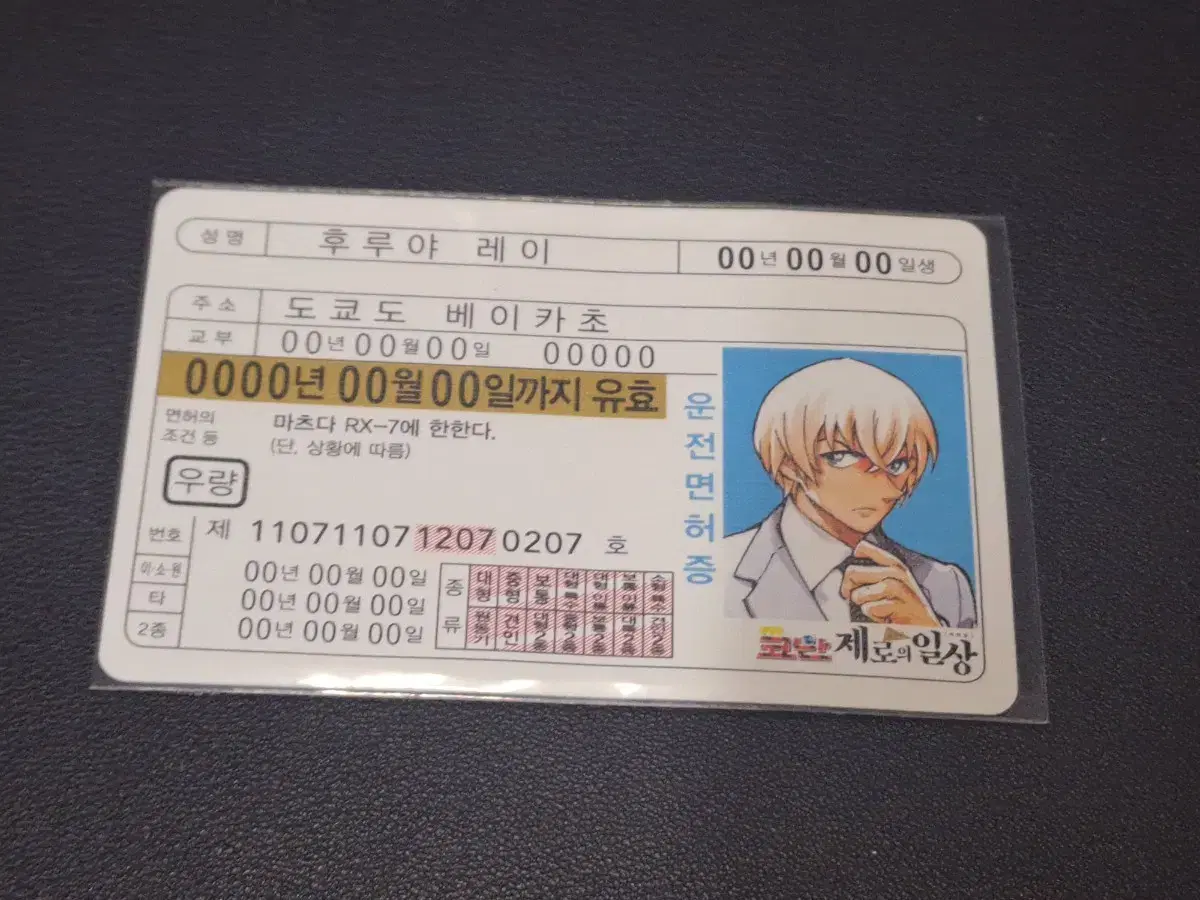 성명 후루야 레이 00년 00월 00일생
주소 도쿄도 베이카초
교부 00년 00월 00일 00000
0000년 00월 00일까지 유효
면허의 조건 등 마츠다 RX-7에 한한다.
(단, 상황에 따름)
우량
번호 제 11071107 1207 0207 호
이·소·원 00년 00월 00일
타 00년 00월 00일
2종 00년 00월 00일
종류 대형 중형 보통
원동기 견인
운전면허증
코난 제로의 일상